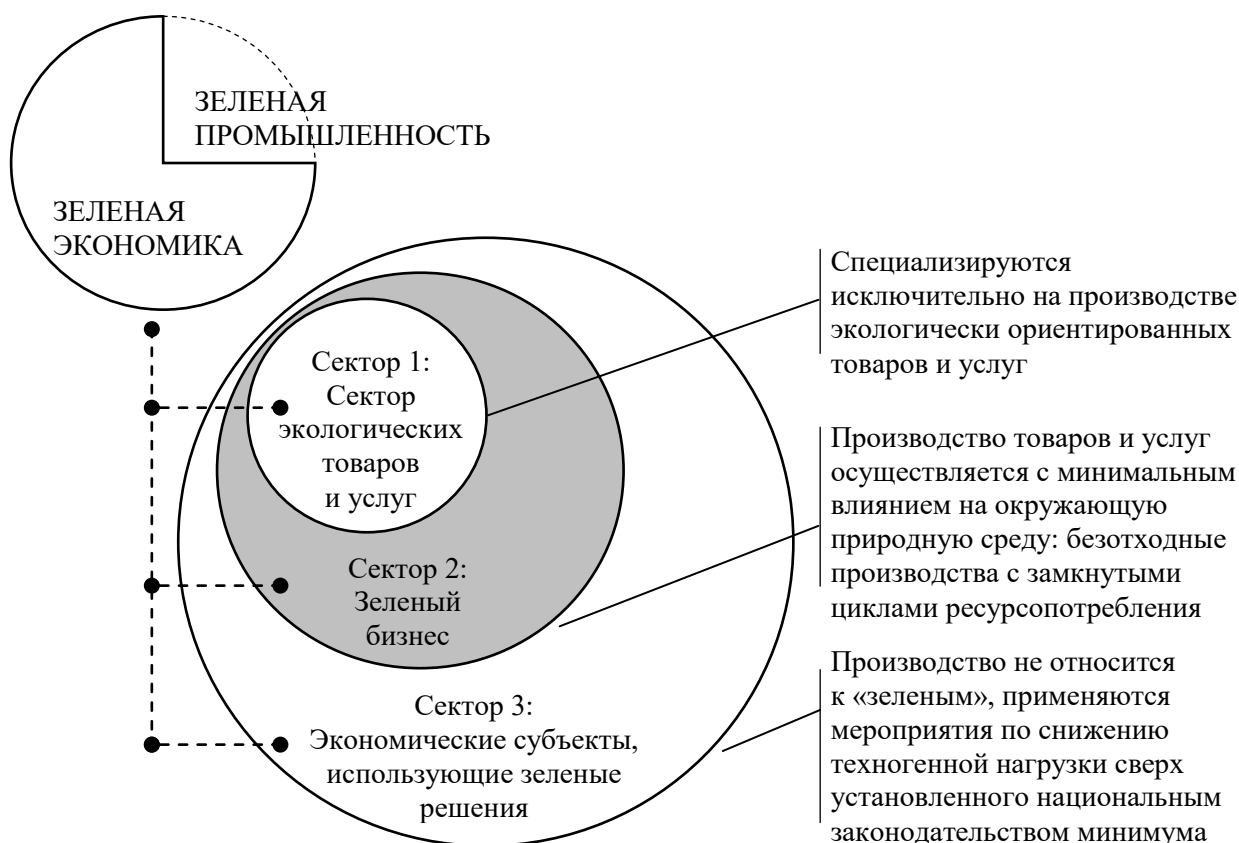 ЗЕЛЕНАЯ
ПРОМЫШЛЕННОСТЬ
ЗЕЛЕНАЯ
ЭКОНОМИКА
Сектор 1:
Сектор
экологических
товаров
и услуг
Сектор 2:
Зеленый
бизнес
Сектор 3:
Экономические субъекты,
использующие зеленые
решения
Специализируются
исключительно на производстве
экологически ориентированных
товаров и услуг
Производство товаров и услуг
осуществляется с минимальным
влиянием на окружающую
природную среду: безотходные
производства с замкнутыми
циклами ресурсопотребления
Производство не относится
к «зеленым», применяются
мероприятия по снижению
техногенной нагрузки сверх
установленного национальным
законодательством минимума